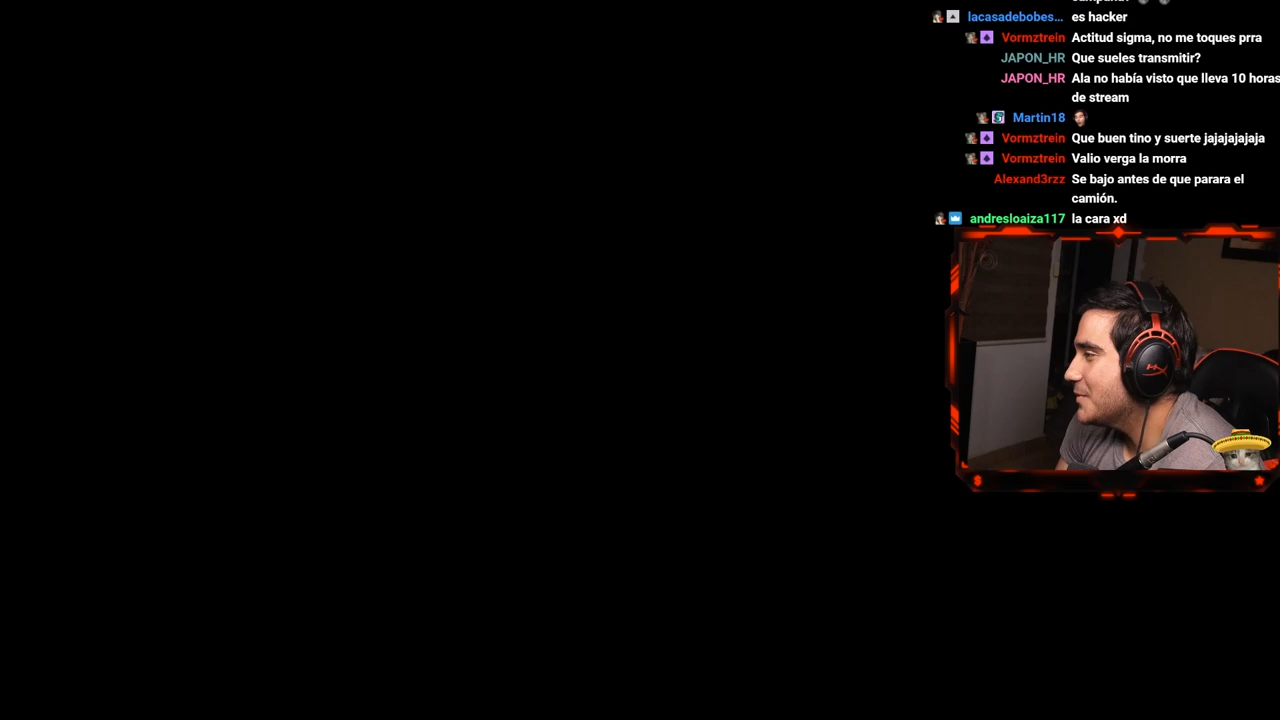 lacasadebobes... es hacker
Vormztrein Actitud sigma, no me toques prra
JAPON_HR Que sueles transmitir?
JAPON_HR Ala no había visto que lleva 10 horas
de stream
Martin18
Vormztrein Que buen tino y suerte jajajajajaja
Vormztrein Valio verga la morra
Alexand3rzz Se bajo antes de que parara el
camión.
andresloaiza117 la cara xd